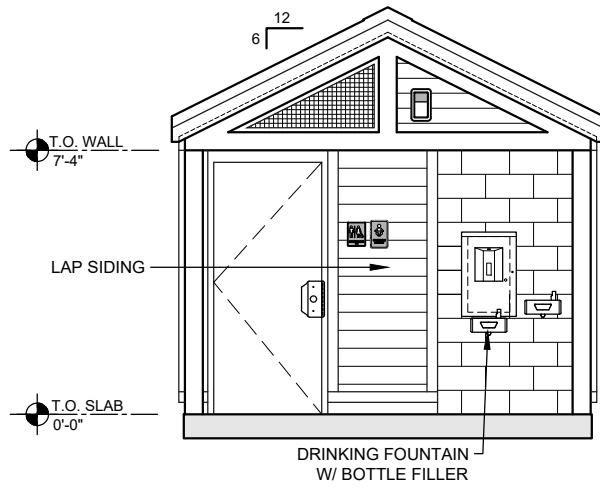 12
6
T.O. WALL
7'-4"
LAP SIDING
T.O. SLAB
0'-0"
DRINKING FOUNTAIN
W/ BOTTLE FILLER